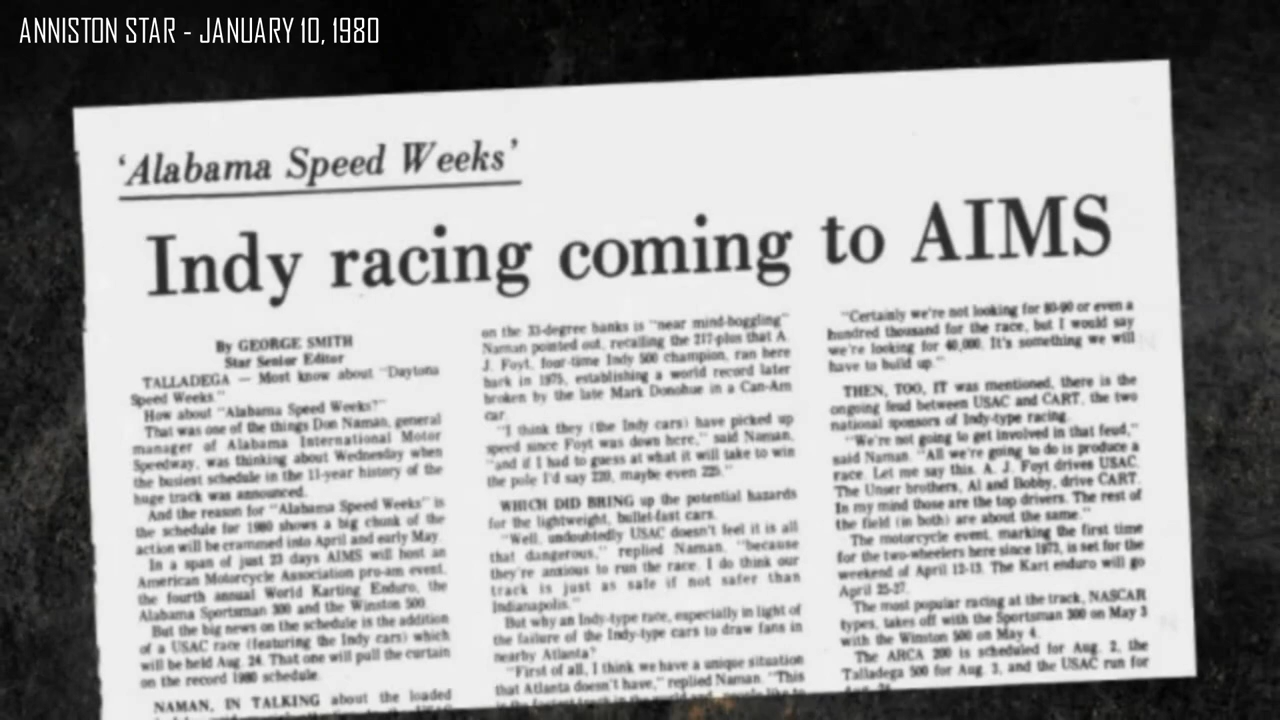 ANNISTON STAR - JANUARY 10, 1980
'Alabama Speed Weeks'
Indy racing coming to AIMS
By GEORGE SMITH
Star Senior Editor
TALLADEGA — Most know about "Daytona
Speed Weeks."
How about "Alabama Speed Weeks?"
That was one of the things Don Naman, general
manager of Alabama International Motor
Speedway, was thinking about Wednesday when
the busiest schedule in the 11-year history of the
huge track was announced.
And the reason for "Alabama Speed Weeks" is
the schedule for 1980 shows a big chunk of the
action will be crammed into April and early May.
In a span of just 23 days AIMS will host an
American Motorcycle Association pro-am event,
the fourth annual World Karting Enduro, the
Alabama Sportsman 300 and the Winston 500.
But the big news on the schedule is the addition
of a USAC race (featuring the Indy cars) which
will be held Aug. 24. That one will pull the curtain
on the record 1980 schedule.
NAMAN, IN TALKING about the loaded
on the 33-degree banks is "near mind-boggling"
Naman pointed out, recalling the 217-plus that A.
J. Foyt, four-time Indy 500 champion, ran here
back in 1975, establishing a world record later
broken by the late Mark Donohue in a Can-Am
car.
"I think they (the Indy cars) have picked up
speed since Foyt was down here," said Naman,
"and if I had to guess at what it will take to win
the pole I'd say 220, maybe even 225."
WHICH DID BRING up the potential hazards
for the lightweight, bullet-fast cars.
"Well, undoubtedly USAC doesn't feel it is all
that dangerous," replied Naman, "because
they're anxious to run the race. I do think our
track is just as safe if not safer than
Indianapolis."
But why an Indy-type race, especially in light of
the failure of the Indy-type cars to draw fans in
nearby Atlanta?
"First of all, I think we have a unique situation
that Atlanta doesn't have," replied Naman. "This
"Certainly we're not looking for 80-90 or even a
hundred thousand for the race, but I would say
we're looking for 40,000. It's something we will
have to build up."
THEN, TOO, IT was mentioned, there is the
ongoing feud between USAC and CART, the two
national sponsors of Indy-type racing.
"We're not going to get involved in that feud,"
said Naman. "All we're going to do is produce a
race. Let me say this. A. J. Foyt drives USAC.
The Unser brothers, Al and Bobby, drive CART.
In my mind those are the top drivers. The rest of
the field (in both) are about the same."
The motorcycle event, marking the first time
for the two-wheelers here since 1973, is set for the
weekend of April 12-13. The Kart enduro will go
April 25-27.
The most popular racing at the track, NASCAR
types, takes off with the Sportsman 300 on May 3
with the Winston 500 on May 4.
The ARCA 200 is scheduled for Aug. 2, the
Talladega 500 for Aug. 3, and the USAC run for